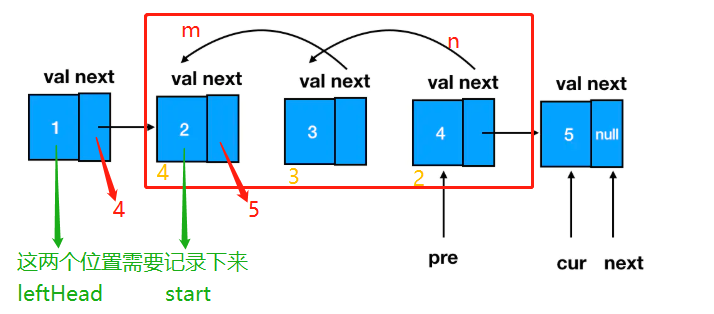 m
n
val next
val next
val next
val next
val next
1
2
3
4
5
null
4
3
2
4
5
这两个位置需要记录下来
leftHead
start
pre
cur
next